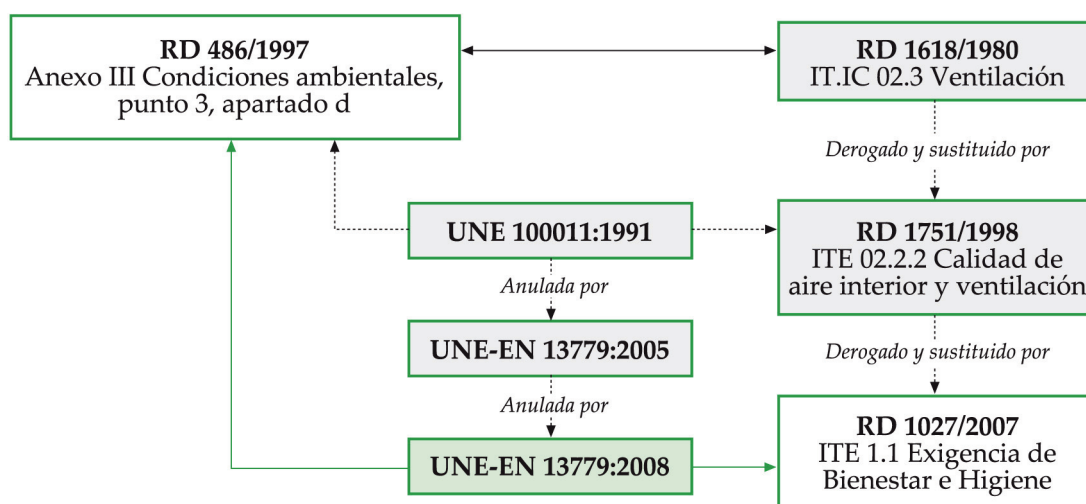 RD 486/1997
Anexo III Condiciones ambientales,
punto 3, apartado d
RD 1618/1980
IT.IC 02.3 Ventilación
Derogado y sustituido por
UNE 100011:1991
RD 1751/1998
ITE 02.2.2 Calidad de
aire interior y ventilación
Anulada por
UNE-EN 13779:2005
Derogado y sustituido por
Anulada por
UNE-EN 13779:2008
RD 1027/2007
ITE 1.1 Exigencia de
Bienestar e Higiene